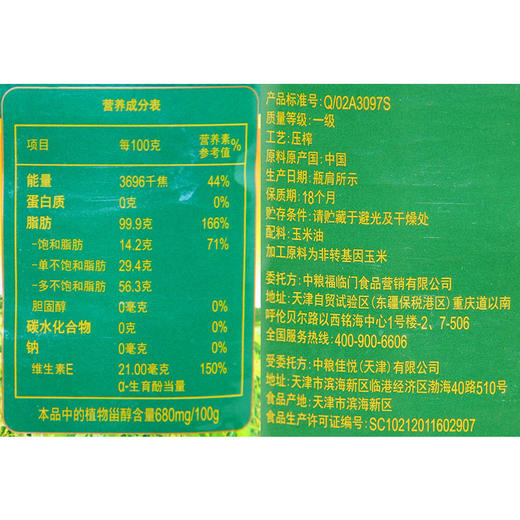 营养成分表
项目 每100克 营养素参考值%
能量 3696千焦 44%
蛋白质 0克 0%
脂肪 99.9克 166%
-饱和脂肪 14.2克 71%
-单不饱和脂肪 29.4克
-多不饱和脂肪 56.3克
胆固醇 0毫克 0%
碳水化合物 0克 0%
钠 0毫克 0%
维生素E 21.00毫克 150%
α-生育酚当量
本品中的植物甾醇含量680mg/100g
产品标准号: Q/02A3097S
质量等级: 一级
工艺: 压榨
原料原产国: 中国
生产日期: 瓶肩所示
保质期: 18个月
贮存条件: 请贮藏于避光及干燥处
配料: 玉米油
加工原料为非转基因玉米
委托方: 中粮福临门食品营销有限公司
地址: 天津自贸试验区(东疆保税港区)重庆道以南
呼伦贝尔路以西铭海中心1号楼-2、7-506
全国服务热线: 400-900-6606
受委托方: 中粮佳悦(天津)有限公司
地址: 天津市滨海新区临港经济区渤海40路510号
食品产地: 天津市滨海新区
食品生产许可证编号: SC10212011602907